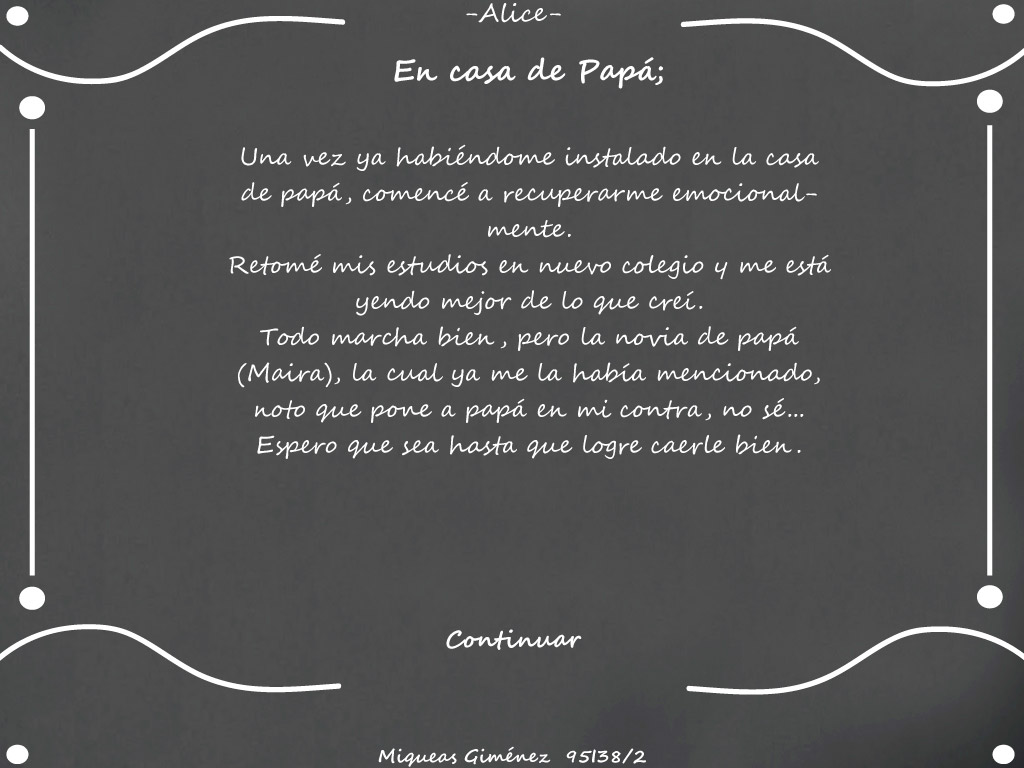 -Alice-
En casa de Papá;
Una vez ya habiéndome instalado en la casa
de papá, comencé a recuperarme emocional-
mente.
Retomé mis estudios en nuevo colegio y me está
yendo mejor de lo que creí.
Todo marcha bien, pero la novia de papá
(Maira), la cual ya me la había mencionado,
noto que pone a papá en mi contra, no sé...
Espero que sea hasta que logre caerle bien.
Continuar
Miqueas Giménez 95138/2